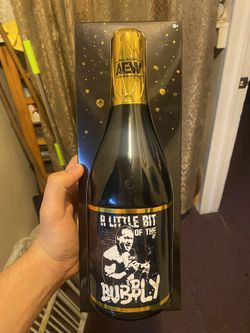 AEW
A LITTLE BIT
OF THE
BUBBLY